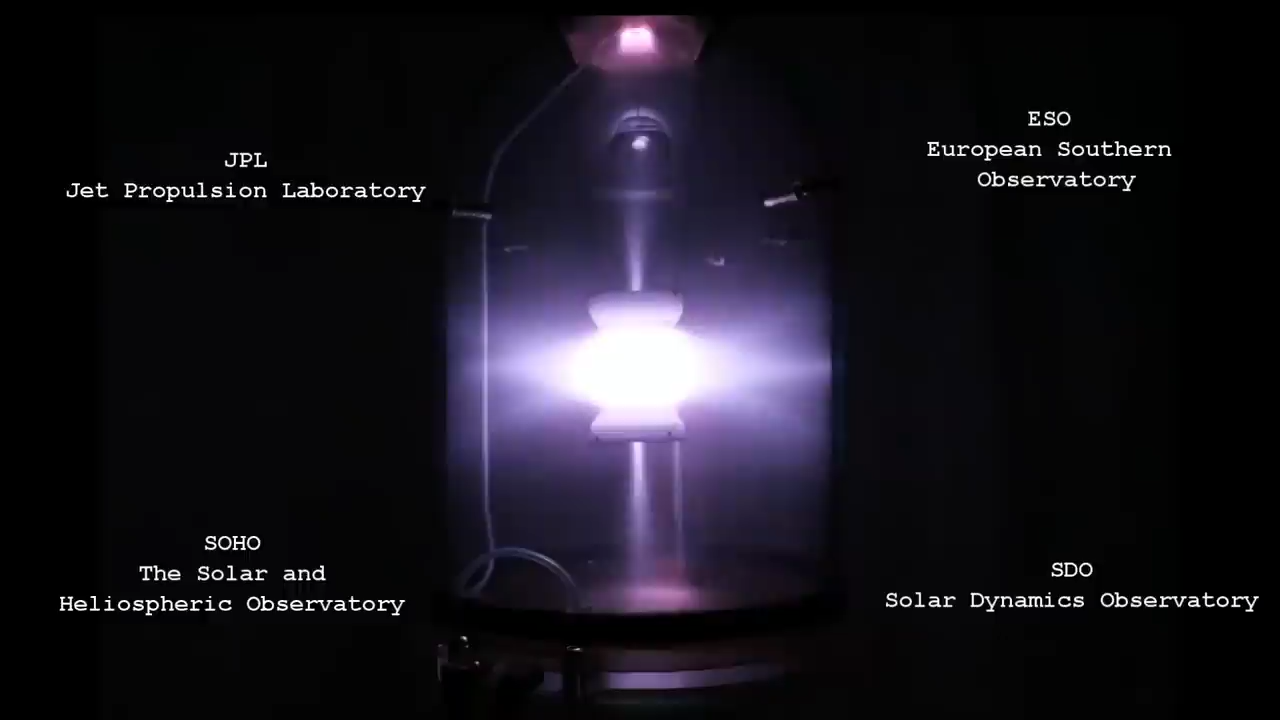 JPL
Jet Propulsion Laboratory
ESO
European Southern
Observatory
SOHO
The Solar and
Heliospheric Observatory
SDO
Solar Dynamics Observatory